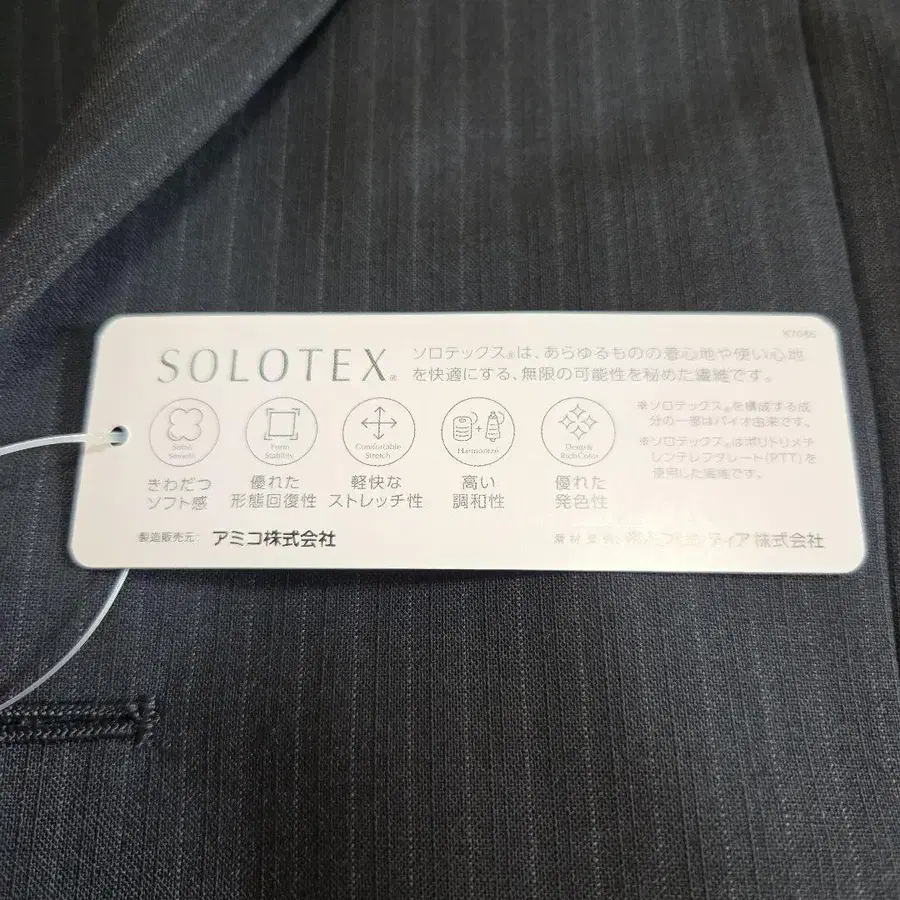 SOLOTEX®
ソロテックス®は、あらゆるものの着心地や使い心地
を快適にする、無限の可能性を秘めた繊維です。
Form
Stability
Comfortable
Stretch
Harmonize
Deep &
Rich Color
きわだつ
ソフト感
優れた
形態回復性
軽快な
ストレッチ性
高い
調和性
優れた
発色性
※ソロテックス®を構成する成
分の一部はバイオ由来です。
※ソロテックス®はポリトリメチ
レンテレフタレート(PTT)を
使用した繊維です。
製造販売元: アミコ株式会社
ティア株式会社